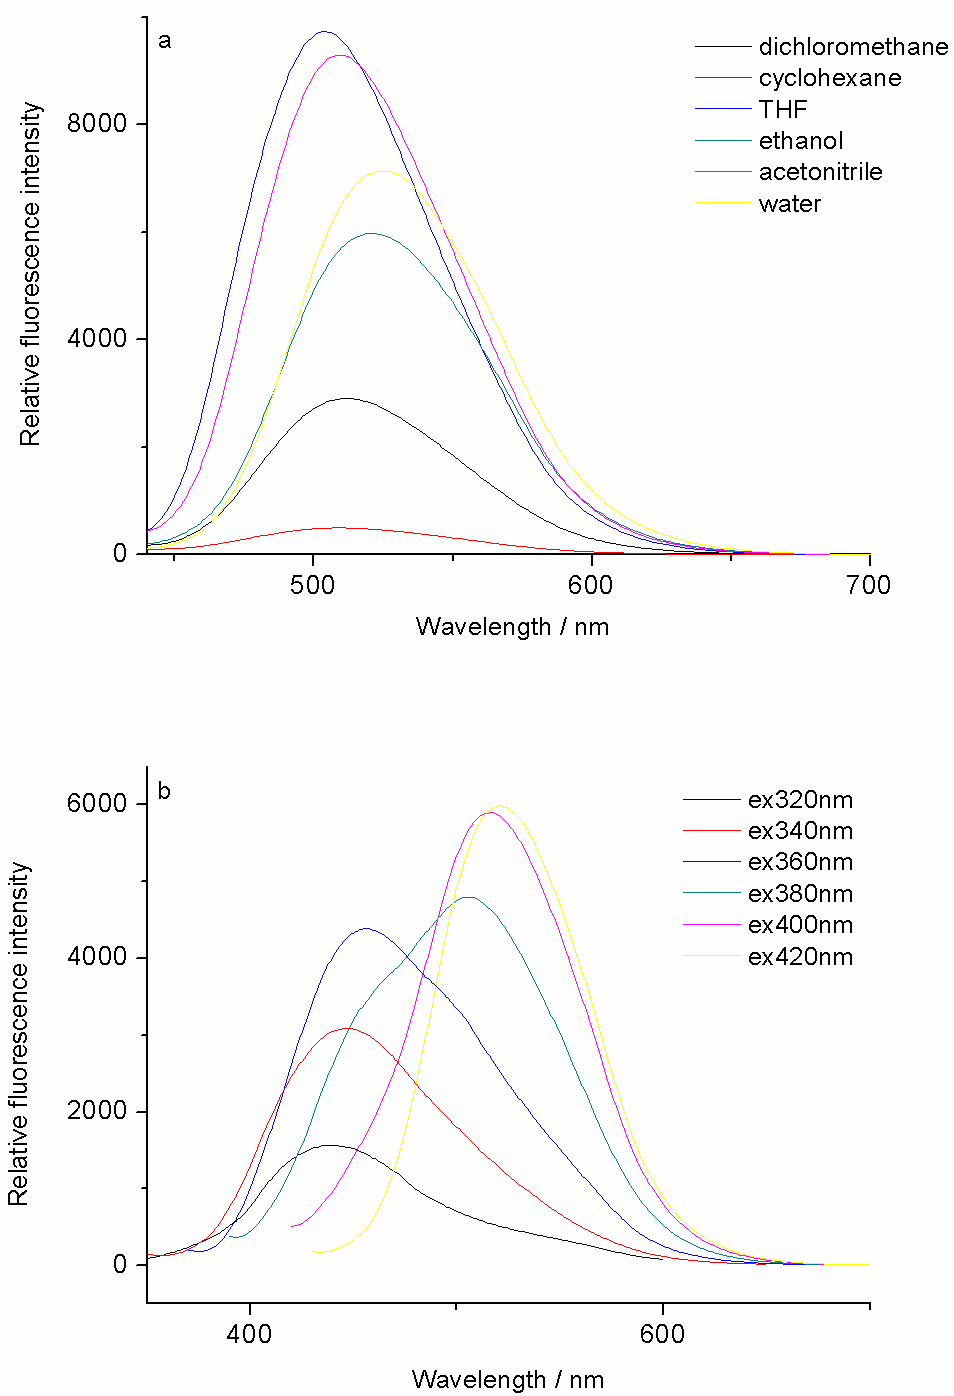 a
dichloromethane
cyclohexane
THF
ethanol
acetonitrile
water
Relative fluorescence intensity
8000
4000
0
500
600
700
Wavelength / nm
b
ex320nm
ex340nm
ex360nm
ex380nm
ex400nm
ex420nm
Relative fluorescence intensity
6000
4000
2000
0
400
600
Wavelength / nm